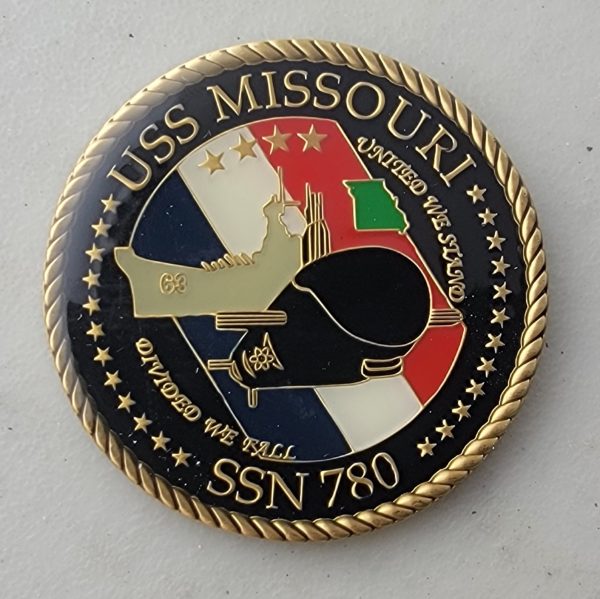 USS MISSOURI
UNITED WE STAND
63
DIVIDED WE FALL
SSN 780